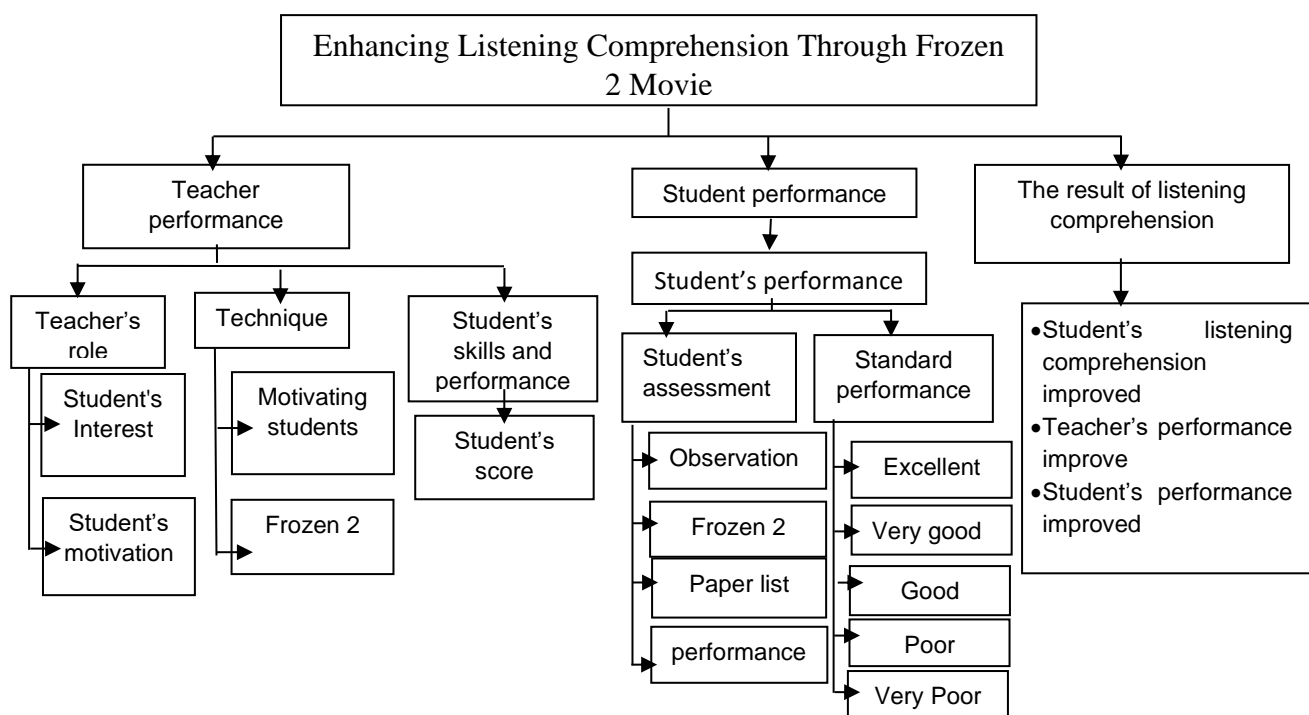 Enhancing Listening Comprehension Through Frozen
2 Movie
Teacher
performance
Student performance
The result of listening
comprehension
Student's performance
Teacher's
role
Technique
Student's
skills and
performance
Student's
assessment
Standard
performance
•Student's listening
comprehension
improved
•Teacher's performance
improve
•Student's performance
improved
Student's
Interest
Motivating
students
Student's
score
Observation
Excellent
Student's
motivation
Frozen 2
Frozen 2
Very good
Paper list
Good
performance
Poor
Very Poor